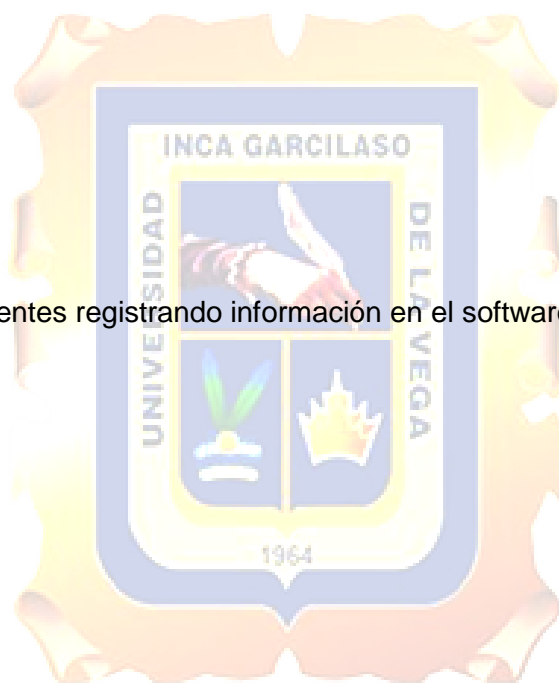 INCA GARCILASO
UNIVERSIDAD
DE LA VEGA
entes registrando información en el software
1964